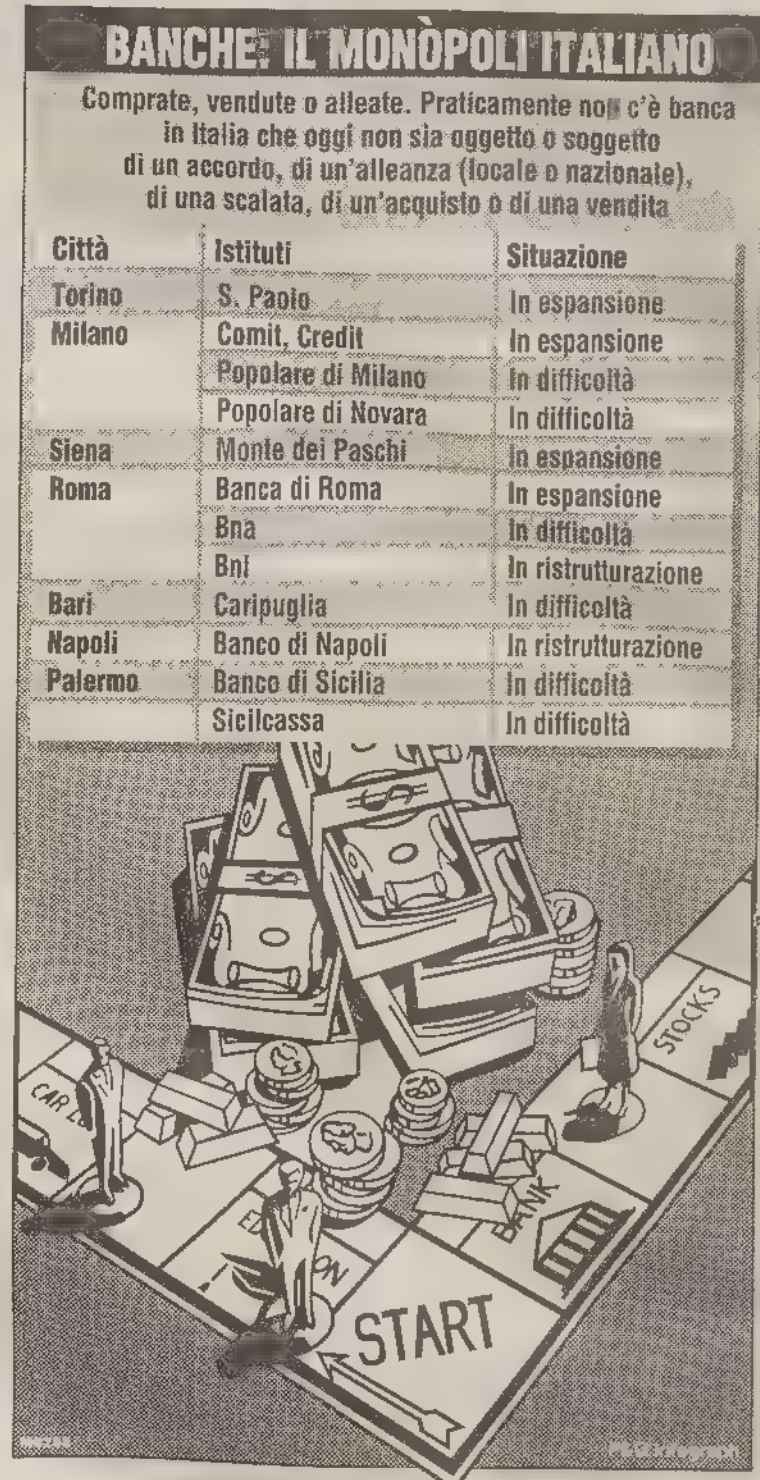 BANCHE: IL MONÒPOLI ITALIANO
Comprate, vendute o alleate. Praticamente non c'è banca
in Italia che oggi non sia oggetto o soggetto
di un accordo, di un'alleanza (locale o nazionale),
di una scalata, di un'acquisto o di una vendita
Città Istituti Situazione
Torino S. Paolo In espansione
Milano Comit, Credit In espansione
Popolare di Milano In difficoltà
Popolare di Novara In difficoltà
Siena Monte dei Paschi In espansione
Roma Banca di Roma In espansione
Bna In difficoltà
Bnl In ristrutturazione
Bari Caripuglia In difficoltà
Napoli Banco di Napoli In ristrutturazione
Palermo Banco di Sicilia In difficoltà
Sicilcassa In difficoltà
STOCKS
CAR
BANK
START